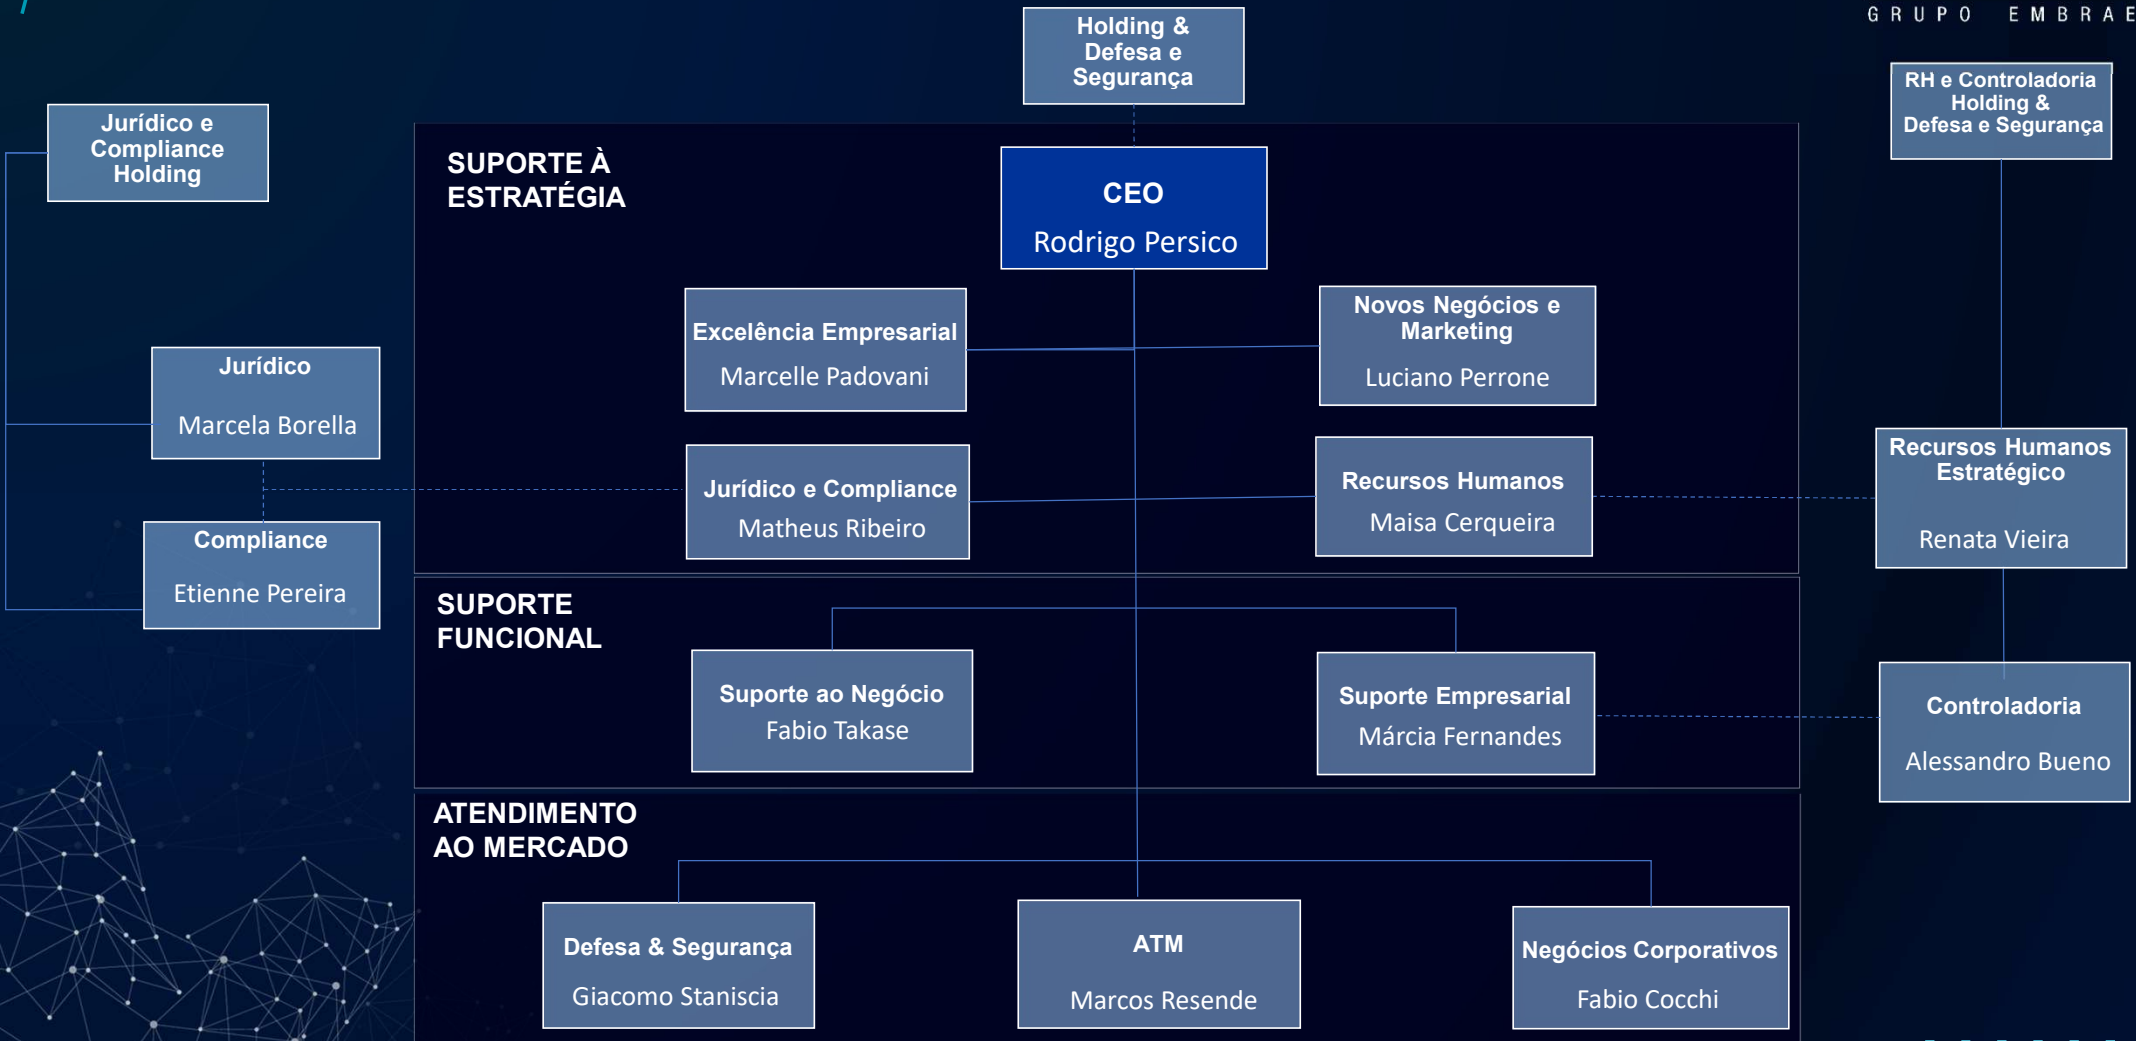 GRUPO EMBRAE
Holding &
Defesa e
Segurança
RH e Controladoria
Holding &
Defesa e Segurança
Jurídico e
Compliance
Holding
SUPORTE À
ESTRATÉGIA
CEO
Rodrigo Persico
Excelência Empresarial
Marcelle Padovani
Novos Negócios e
Marketing
Luciano Perrone
Jurídico
Marcela Borella
Jurídico e Compliance
Matheus Ribeiro
Recursos Humanos
Maisa Cerqueira
Recursos Humanos
Estratégico
Renata Vieira
Compliance
Etienne Pereira
SUPORTE
FUNCIONAL
Suporte ao Negócio
Fabio Takase
Suporte Empresarial
Márcia Fernandes
Controladoria
Alessandro Bueno
ATENDIMENTO
AO MERCADO
Defesa & Segurança
Giacomo Staniscia
ATM
Marcos Resende
Negócios Corporativos
Fabio Cocchi